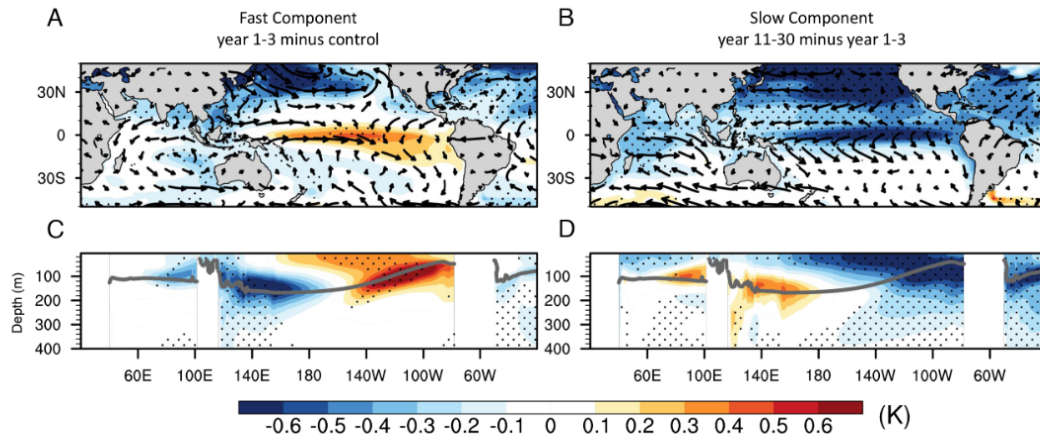 A
Fast Component
year 1-3 minus control
B
Slow Component
year 11-30 minus year 1-3
30N
0
30S
30N
0
30S
C
D
Depth (m)
100
200
300
400
100
200
300
400
60E 100E 140E 180 140W 100W 60W
60E 100E 140E 180 140W 100W 60W
-0.6 -0.5 -0.4 -0.3 -0.2 -0.1 0 0.1 0.2 0.3 0.4 0.5 0.6 (K)